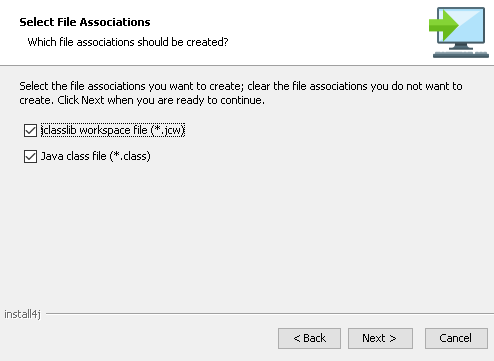 Select File Associations
Which file associations should be created?
Select the file associations you want to create; clear the file associations you do not want to
create. Click Next when you are ready to continue.
jclasslib workspace file (*.jcw)
Java class file (*.class)
install4j
< Back
Next >
Cancel